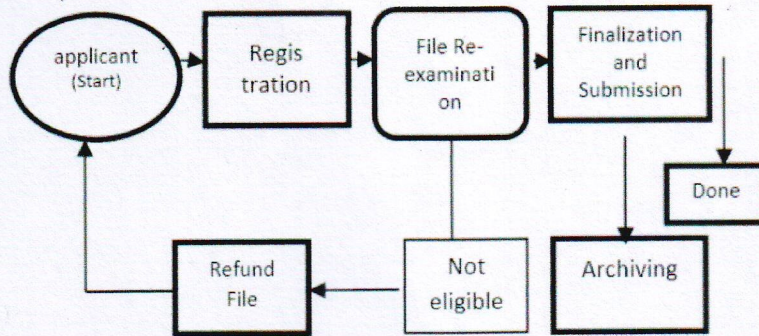 applicant
(Start)
Regis
tration
File Re-
examinati
on
Finalization
and
Submission
Done
Archiving
Not
eligible
Refund
File